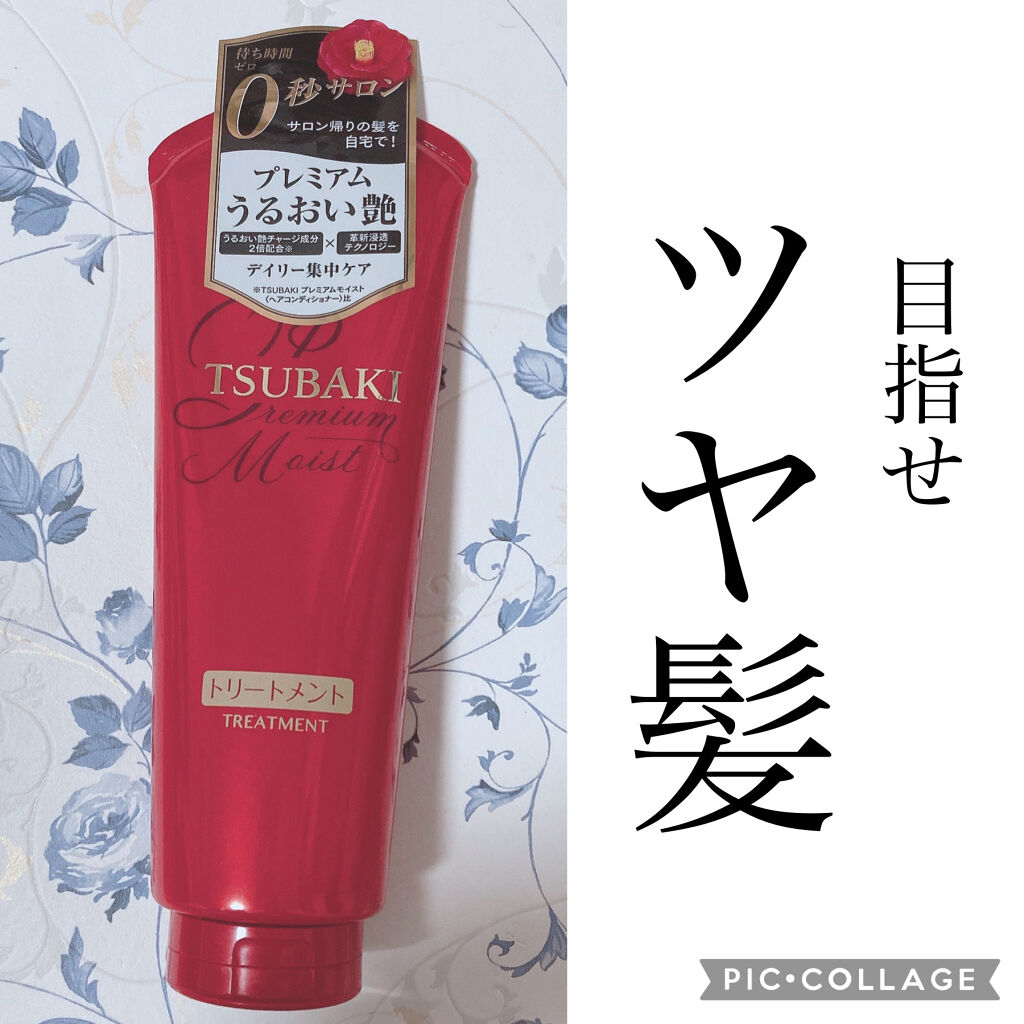 待ち時間
ゼロ
0秒サロン
サロン帰りの髪を
自宅で!
プレミアム
うるおい艶
うるおい艶チャージ成分
2倍配合※
×
革新浸透
テクノロジー
デイリー集中ケア
※TSUBAKI プレミアムモイスト
〈ヘアコンディショナー〉比
TSUBAKI
Premium
Moist
トリートメント
TREATMENT
目指せ
ツヤ髪
PIC•COLLAGE